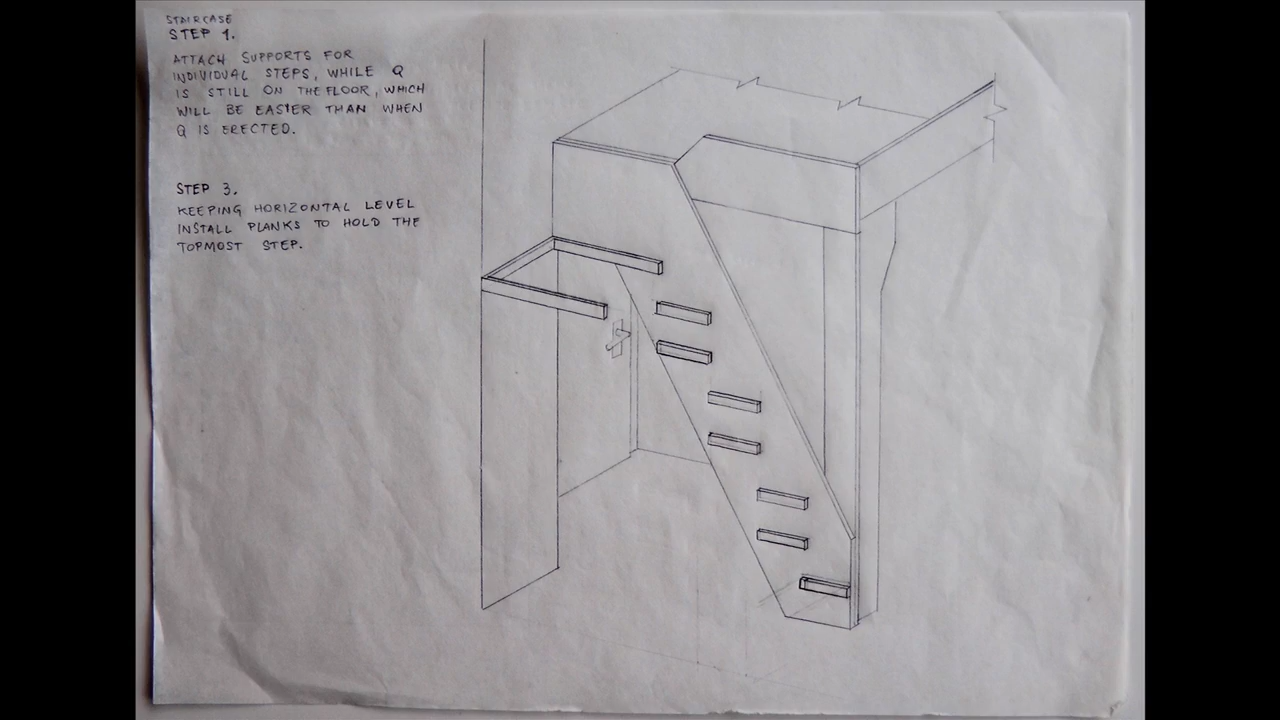 STAIRCASE
STEP 1.
ATTACH SUPPORTS FOR
INDIVIDUAL STEPS, WHILE Q
IS STILL ON THE FLOOR, WHICH
WILL BE EASIER THAN WHEN
Q IS ERECTED.
STEP 3.
KEEPING HORIZONTAL LEVEL
INSTALL PLANKS TO HOLD THE
TOPMOST STEP.